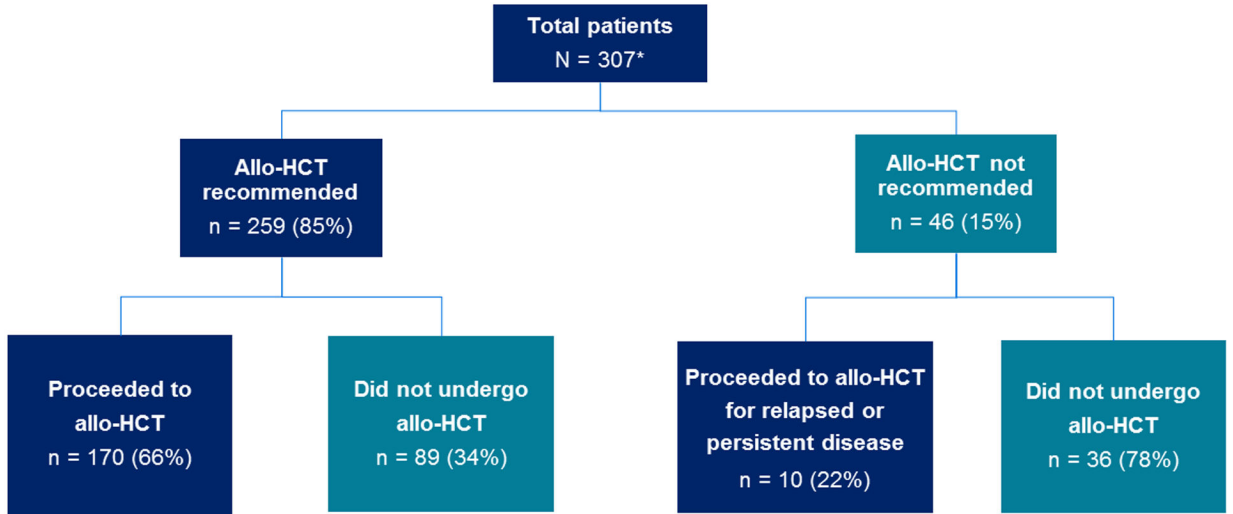 Total patients
N = 307*
Allo-HCT
recommended
n = 259 (85%)
Allo-HCT not
recommended
n = 46 (15%)
Proceeded to
allo-HCT
n = 170 (66%)
Did not undergo
allo-HCT
n = 89 (34%)
Proceeded to allo-HCT
for relapsed or
persistent disease
n = 10 (22%)
Did not undergo
allo-HCT
n = 36 (78%)